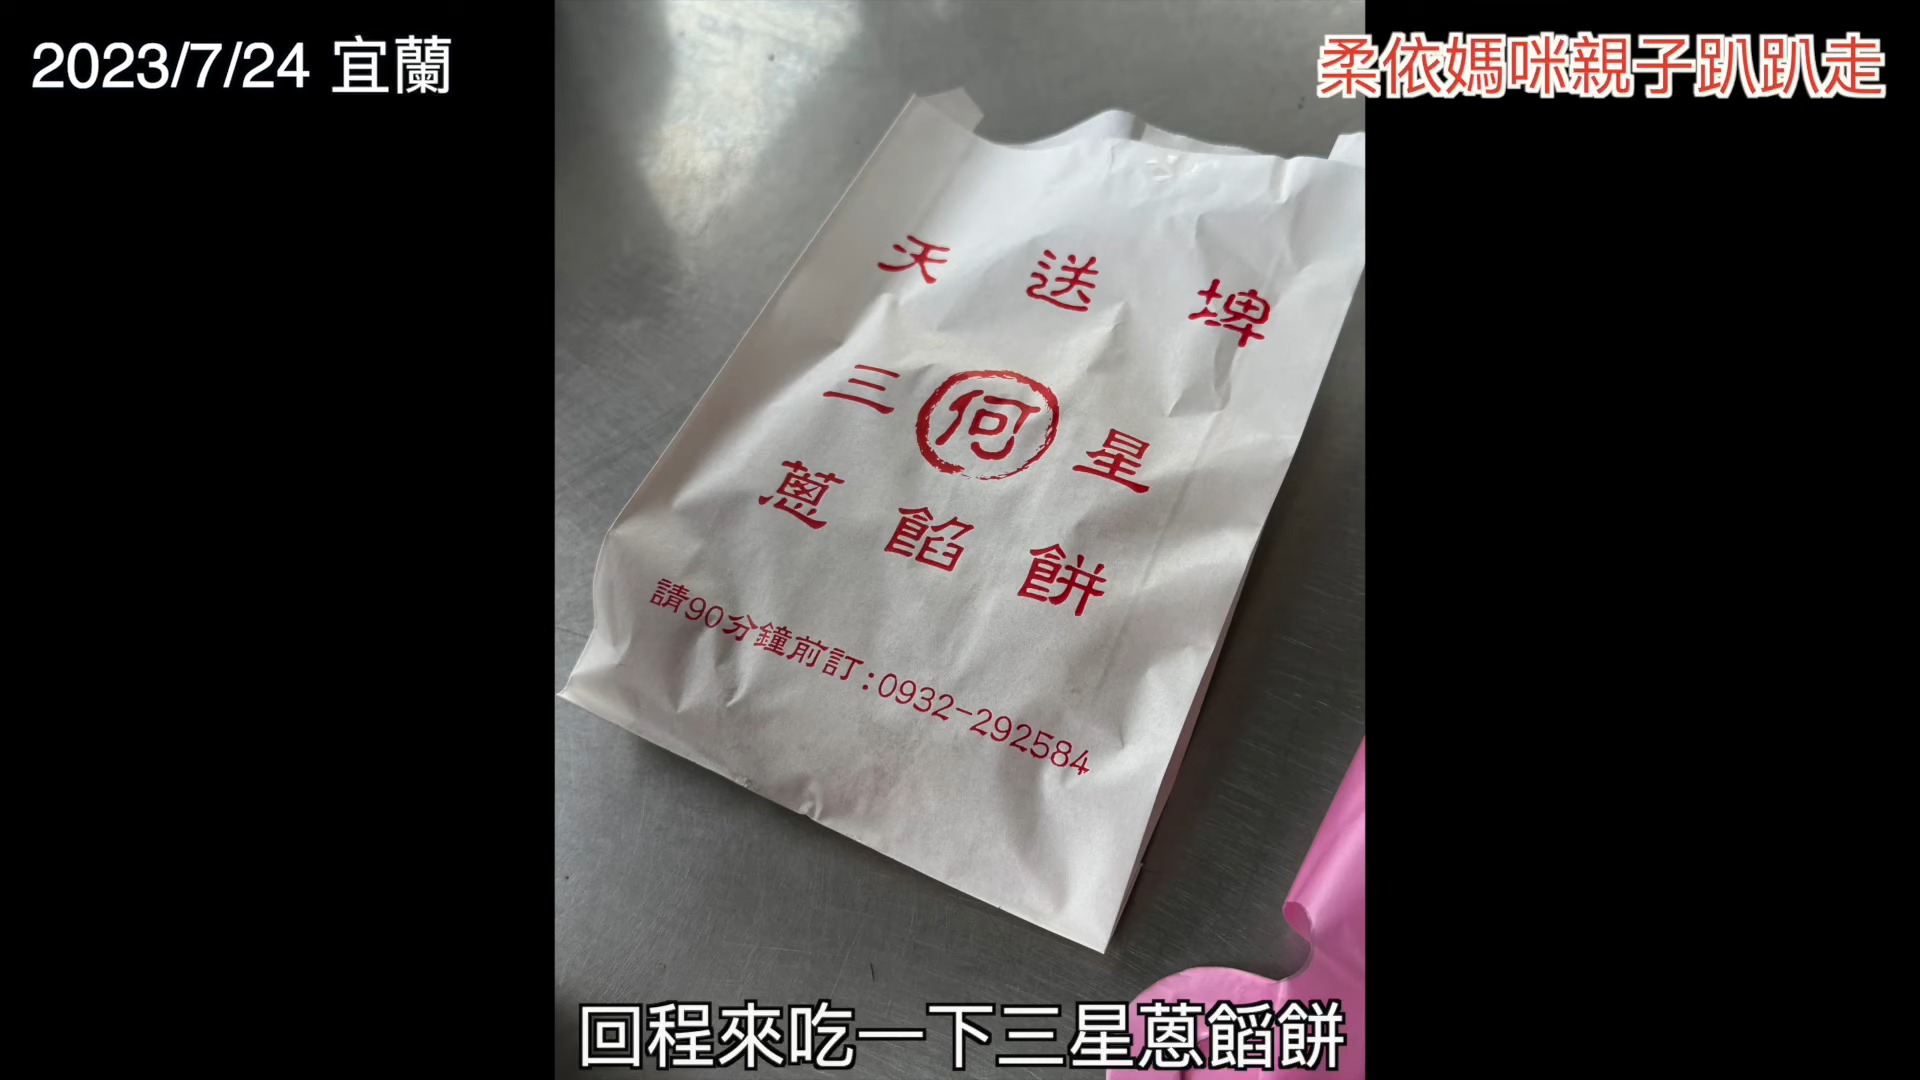 2023/7/24 宜蘭
柔依媽咪親子趴趴走
天送埤
三何星
蔥餡餅
請90分鐘前訂:0932-292584
回程來吃一下三星蔥餡餅